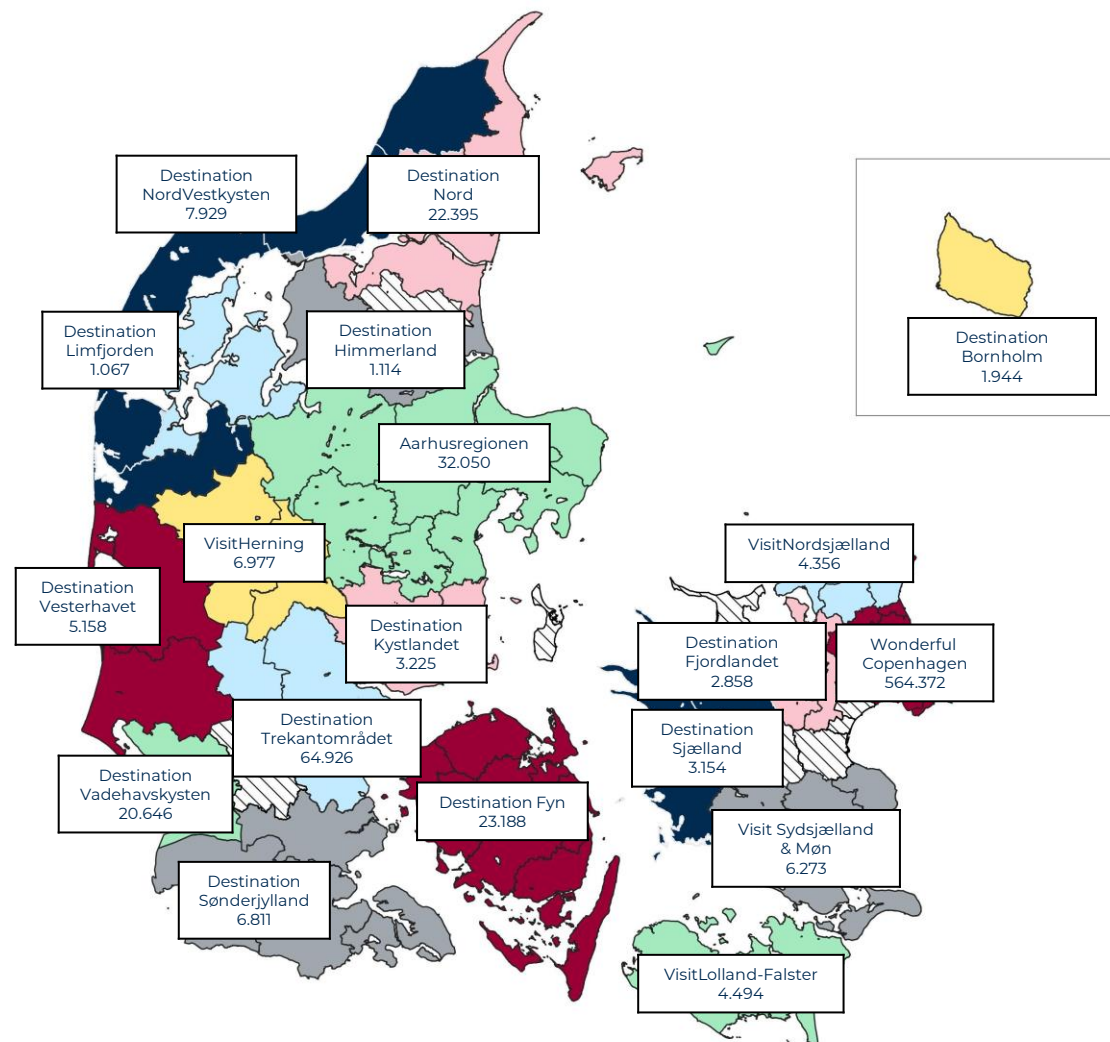 Destination
NordVestkysten
7.929
Destination
Nord
22.395
Destination
Limfjorden
1.067
Destination
Himmerland
1.114
Destination
Bornholm
1.944
Aarhusregionen
32.050
VisitHerning
6.977
VisitNordsjælland
4.356
Destination
Vesterhavet
5.158
Destination
Kystlandet
3.225
Destination
Fjordlandet
2.858
Wonderful
Copenhagen
564.372
Destination
Trekantområdet
64.926
Destination
Sjælland
3.154
Destination
Vadehavskysten
20.646
Destination Fyn
23.188
Visit Sydsjælland
& Møn
6.273
Destination
Sønderjylland
6.811
VisitLolland-Falster
4.494